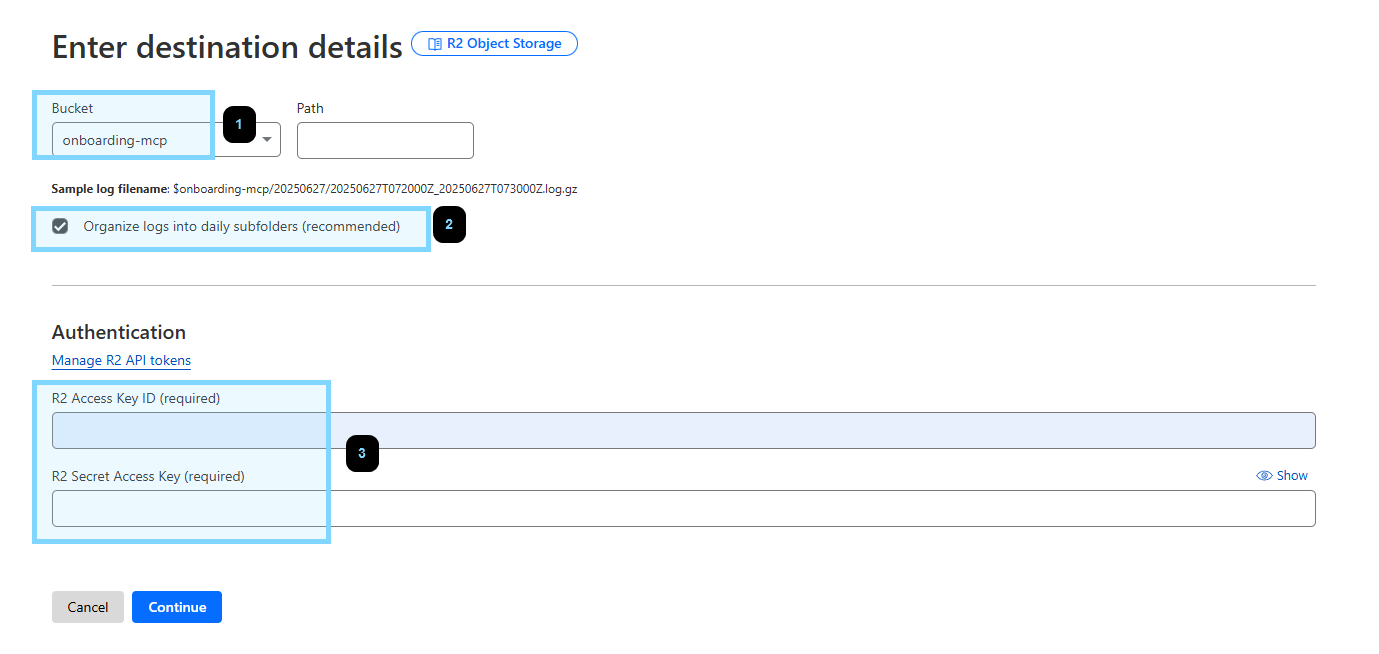 Enter destination details
R2 Object Storage
Bucket
Path
onboarding-mcp
1
Sample log filename: $onboarding-mcp/20250627/20250627T072000Z_20250627T073000Z.log.gz
Organize logs into daily subfolders (recommended)
2
Authentication
Manage R2 API tokens
R2 Access Key ID (required)
3
R2 Secret Access Key (required)
Show
Cancel
Continue